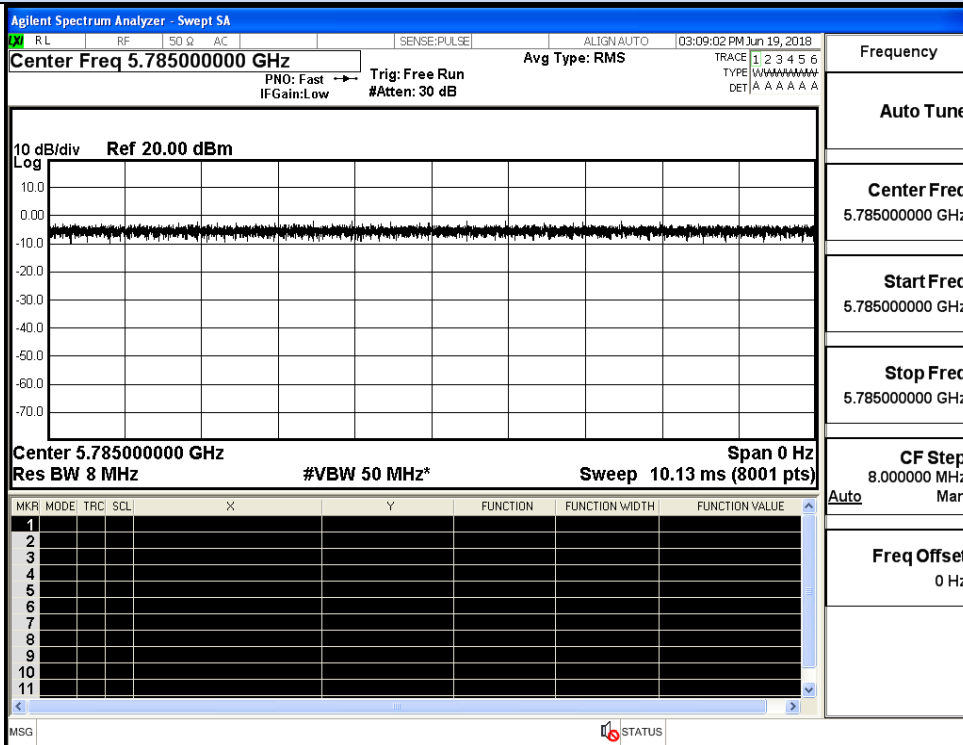 Agilent Spectrum Analyzer - Swept SA
LXI RL RF 50 Ω AC SENSE:PULSE ALIGN AUTO 03:09:02 PM Jun 19, 2018
Center Freq 5.785000000 GHz Avg Type: RMS TRACE 1 2 3 4 5 6
PNO: Fast Trig: Free Run TYPE
IFGain:Low #Atten: 30 dB DET A A A A A A
10 dB/div Ref 20.00 dBm
Log
10.0
0.00
-10.0
-20.0
-30.0
-40.0
-50.0
-60.0
-70.0
Center 5.785000000 GHz Span 0 Hz
Res BW 8 MHz #VBW 50 MHz* Sweep 10.13 ms (8001 pts)
MKR MODE TRC SCL X Y FUNCTION FUNCTION WIDTH FUNCTION VALUE
1
2
3
4
5
6
7
8
9
10
11
MSG STATUS
Frequency
Auto Tune
Center Freq
5.785000000 GHz
Start Freq
5.785000000 GHz
Stop Freq
5.785000000 GHz
CF Step
8.000000 MHz
Auto Man
Freq Offset
0 Hz